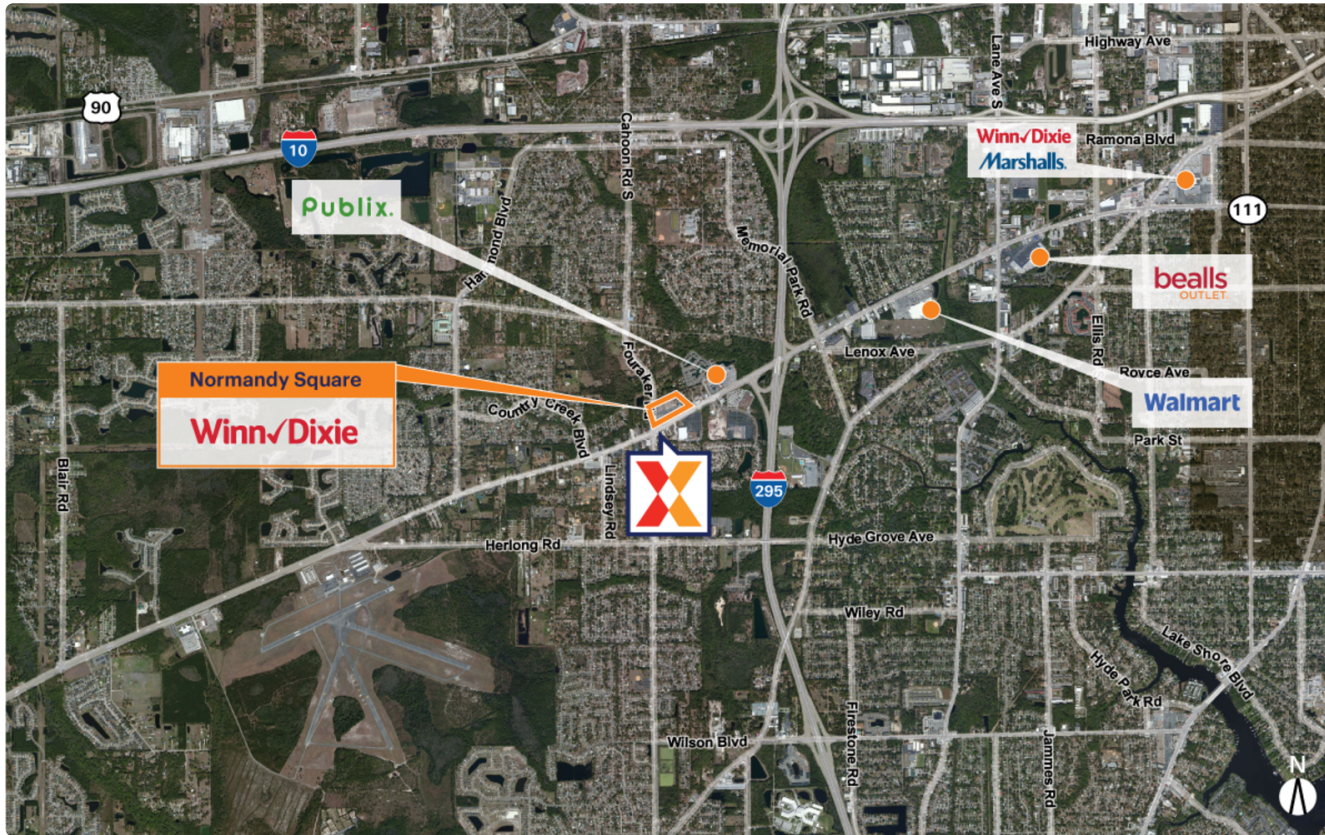 Highway Ave
Lane Ave S
90
10
Cahoon Rd S
Winn✓Dixie
Marshalls.
Ramona Blvd
Publix.
111
Hammond Blvd
Memorial Park Rd
bealls
OUTLET
Ellis Rd
Lenox Ave
Royce Ave
Fouraker
Normandy Square
Winn✓Dixie
Country Creek Blvd
Walmart
Park St
Blair Rd
Lindsey Rd
295
Herlong Rd
Hyde Grove Ave
Wiley Rd
Lake Shore Blvd
Hyde Park Rd
Firestone Rd
Jammes Rd
Wilson Blvd
N